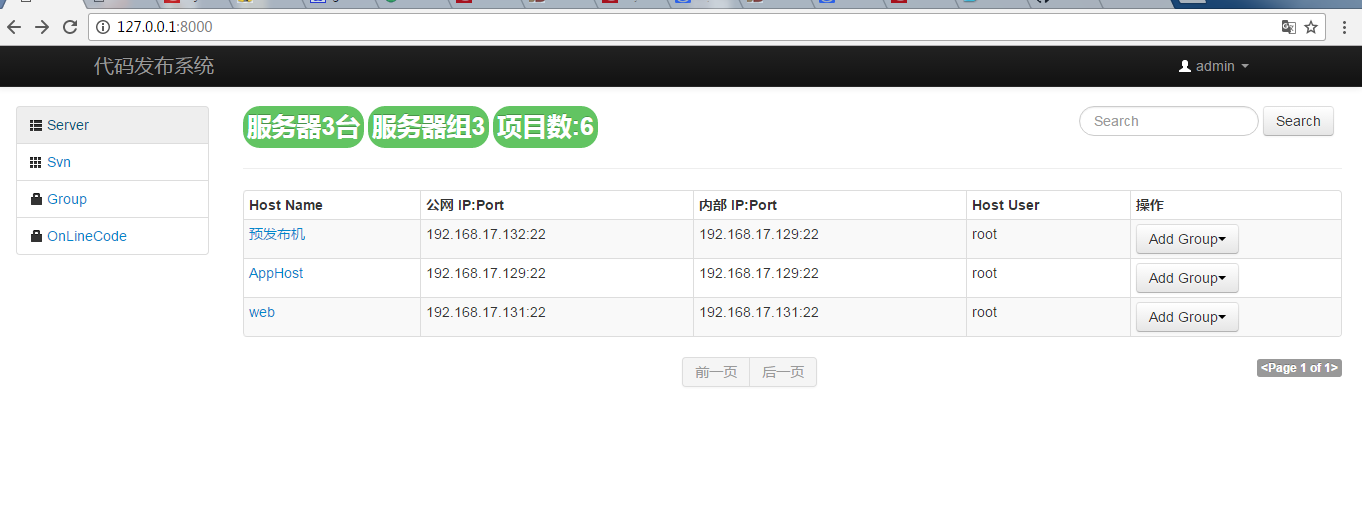 127.0.0.1:8000
代码发布系统
admin
Server
Svn
Group
OnLineCode
服务器3台 服务器组3 项目数:6
Search Search
Host Name 公网 IP:Port 内部 IP:Port Host User 操作
预发布机 192.168.17.132:22 192.168.17.129:22 root Add Group
AppHost 192.168.17.129:22 192.168.17.129:22 root Add Group
web 192.168.17.131:22 192.168.17.131:22 root Add Group
前一页 后一页
<Page 1 of 1>